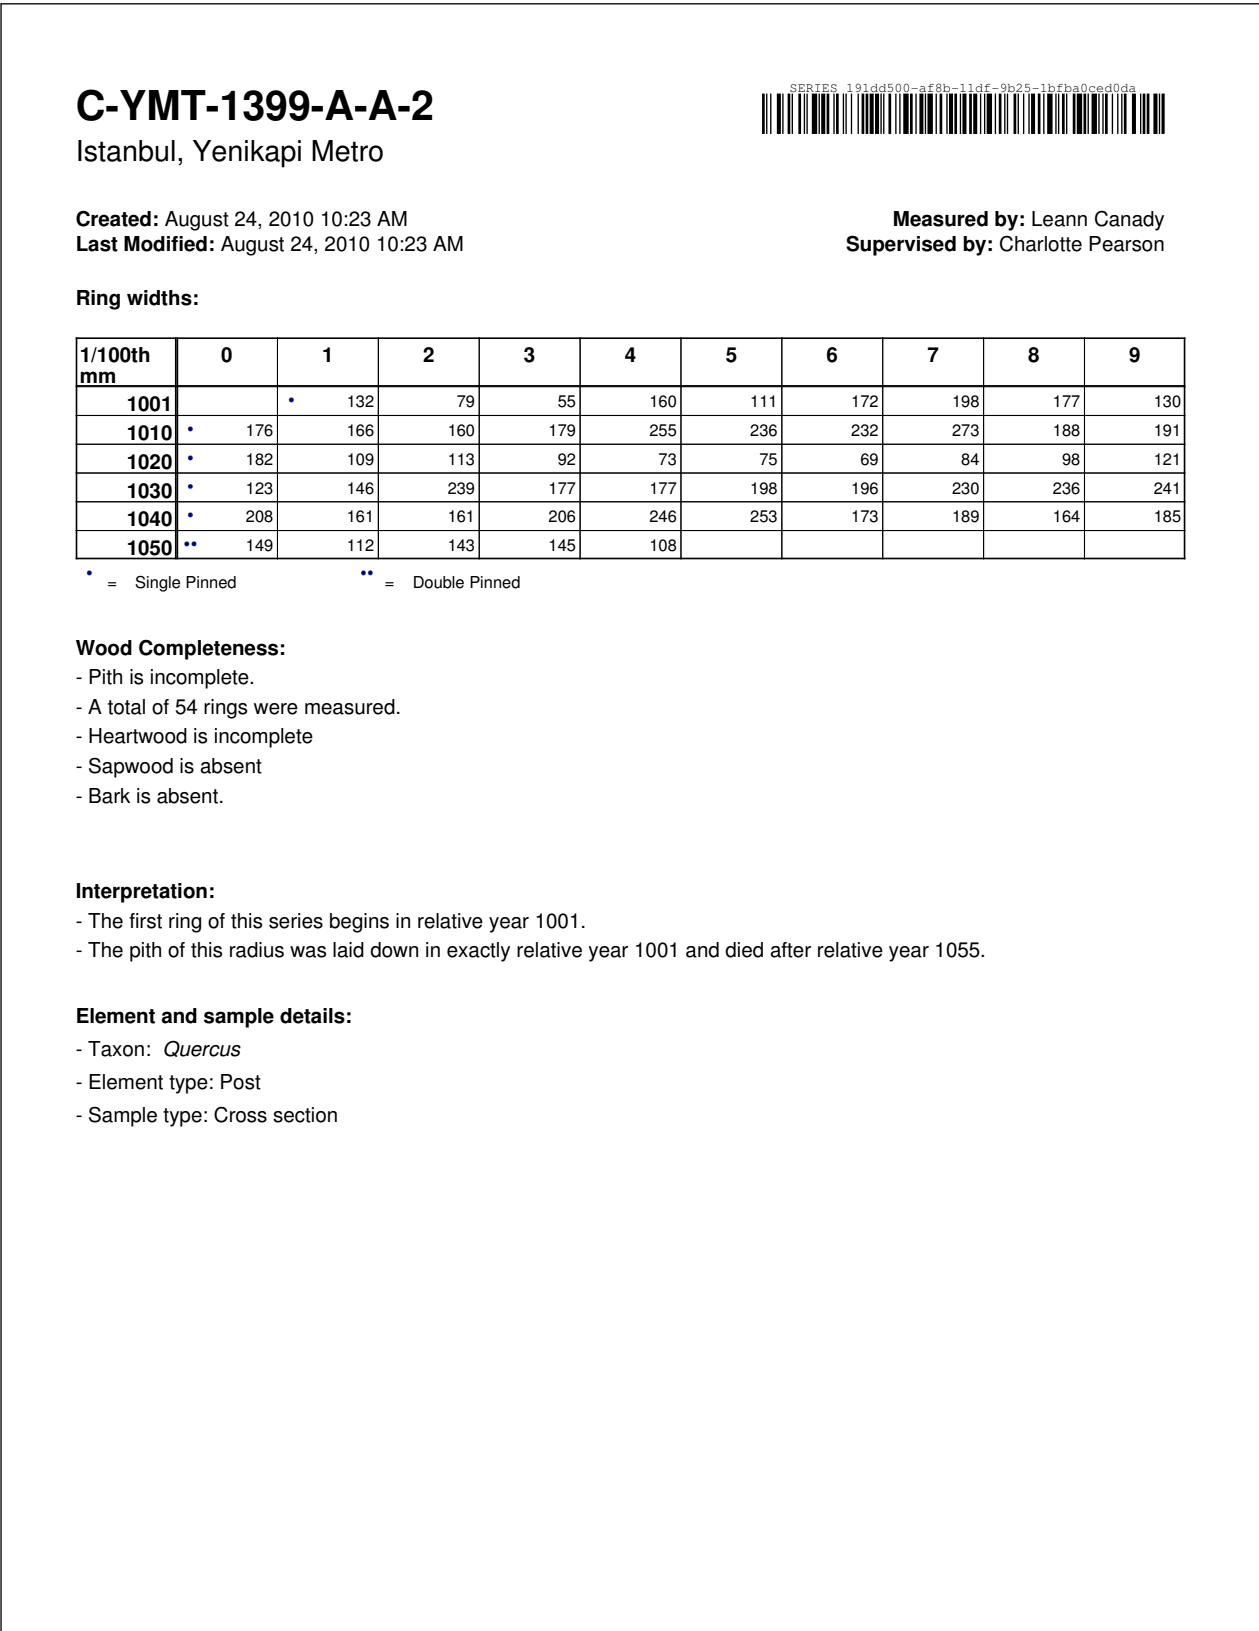 SERIES 191dd500-af8b-11df-9b25-1bfba0ced0da
C-YMT-1399-A-A-2
Istanbul, Yenikapi Metro
Created: August 24, 2010 10:23 AM Measured by: Leann Canady
Last Modified: August 24, 2010 10:23 AM Supervised by: Charlotte Pearson
Ring widths:
1/100th mm 0 1 2 3 4 5 6 7 8 9
1001 • 132 79 55 160 111 172 198 177 130
1010 • 176 166 160 179 255 236 232 273 188 191
1020 • 182 109 113 92 73 75 69 84 98 121
1030 • 123 146 239 177 177 198 196 230 236 241
1040 • 208 161 161 206 246 253 173 189 164 185
1050 •• 149 112 143 145 108
• = Single Pinned •• = Double Pinned
Wood Completeness:
- Pith is incomplete.
- A total of 54 rings were measured.
- Heartwood is incomplete
- Sapwood is absent
- Bark is absent.
Interpretation:
- The first ring of this series begins in relative year 1001.
- The pith of this radius was laid down in exactly relative year 1001 and died after relative year 1055.
Element and sample details:
- Taxon: Quercus
- Element type: Post
- Sample type: Cross section